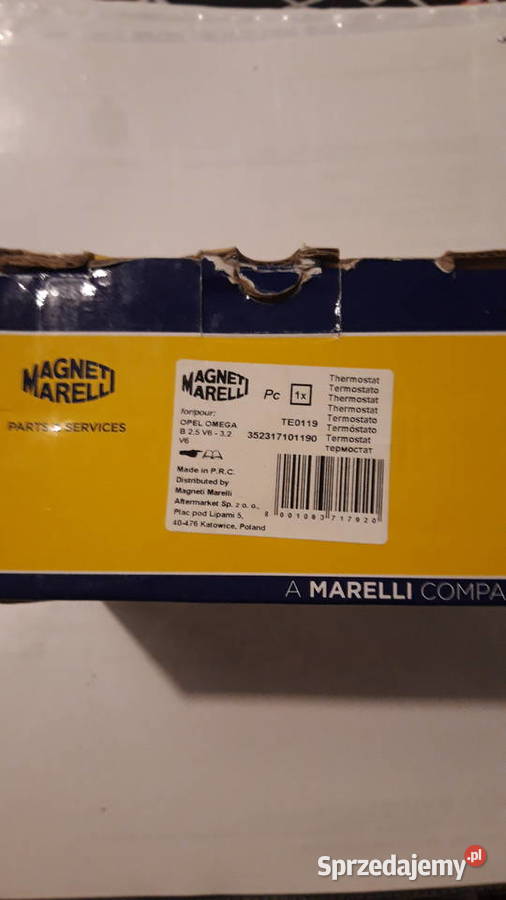 MAGNETI
MARELLI
PARTS & SERVICES
MAGNETI
MARELLI
Pc 1x
for/pour:
OPEL OMEGA
B 2,5 V6 - 3,2
V6
TE0119
352317101190
Thermostat
Termostato
Thermostat
Thermostat
Termostato
Termóstato
Termostat
термостат
Made in P.R.C.
Distributed by
Magneti Marelli
Aftermarket Sp. z o. o.,
Plac pod Lipami 5,
40-476 Katowice, Poland
8 001083 717920
A MARELLI COMPA
Sprzedajemy.pl